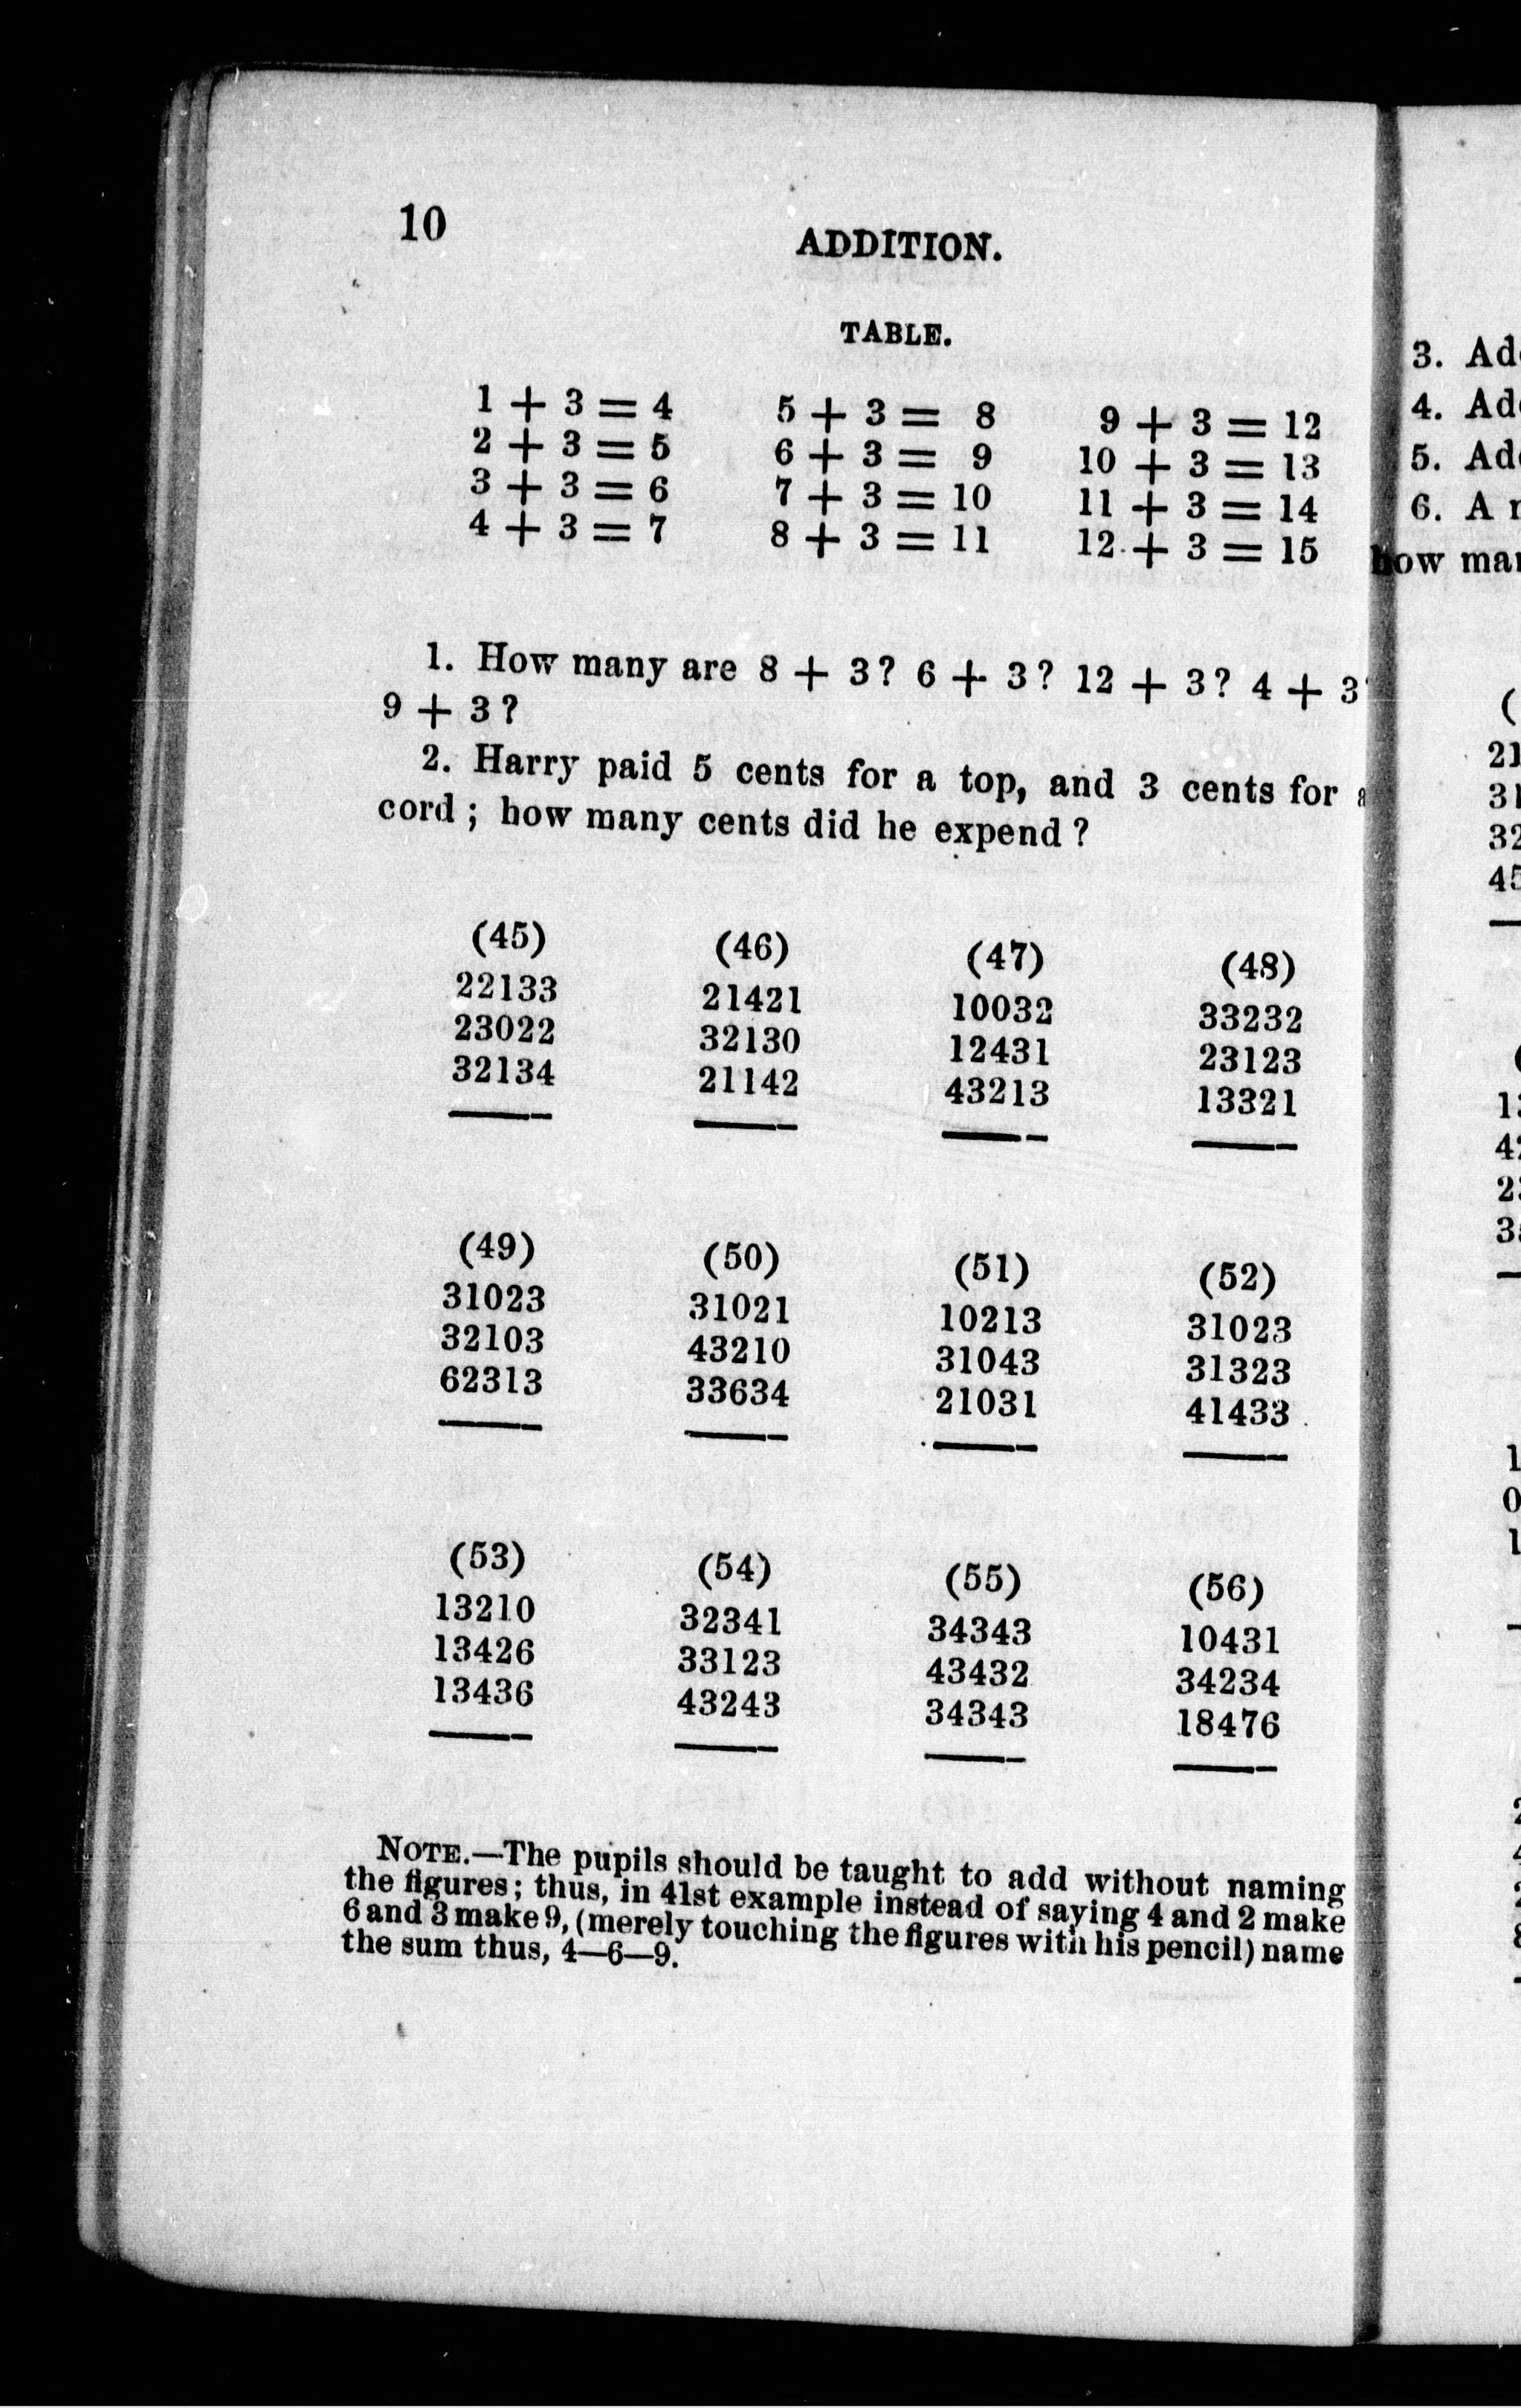 10
ADDITION.
TABLE.
1 + 3 = 4 5 + 3 = 8 9 + 3 = 12
2 + 3 = 5 6 + 3 = 9 10 + 3 = 13
3 + 3 = 6 7 + 3 = 10 11 + 3 = 14
4 + 3 = 7 8 + 3 = 11 12 + 3 = 15
1. How many are 8 + 3? 6 + 3? 12 + 3? 4 + 3
9 + 3?
2. Harry paid 5 cents for a top, and 3 cents for a
cord; how many cents did he expend?
(45) (46) (47) (48)
22133 21421 10032 33232
23022 32130 12431 23123
32134 21142 43213 13321
(49) (50) (51) (52)
31023 31021 10213 31023
32103 43210 31043 31323
62313 33634 21031 41433
(53) (54) (55) (56)
13210 32341 34343 10431
13426 33123 43432 34234
13436 43243 34343 18476
NOTE.—The pupils should be taught to add without naming
the figures; thus, in 41st example instead of saying 4 and 2 make
6 and 3 make 9, (merely touching the figures with his pencil) name
the sum thus, 4—6—9.
3.
4.
5.
6. A
how